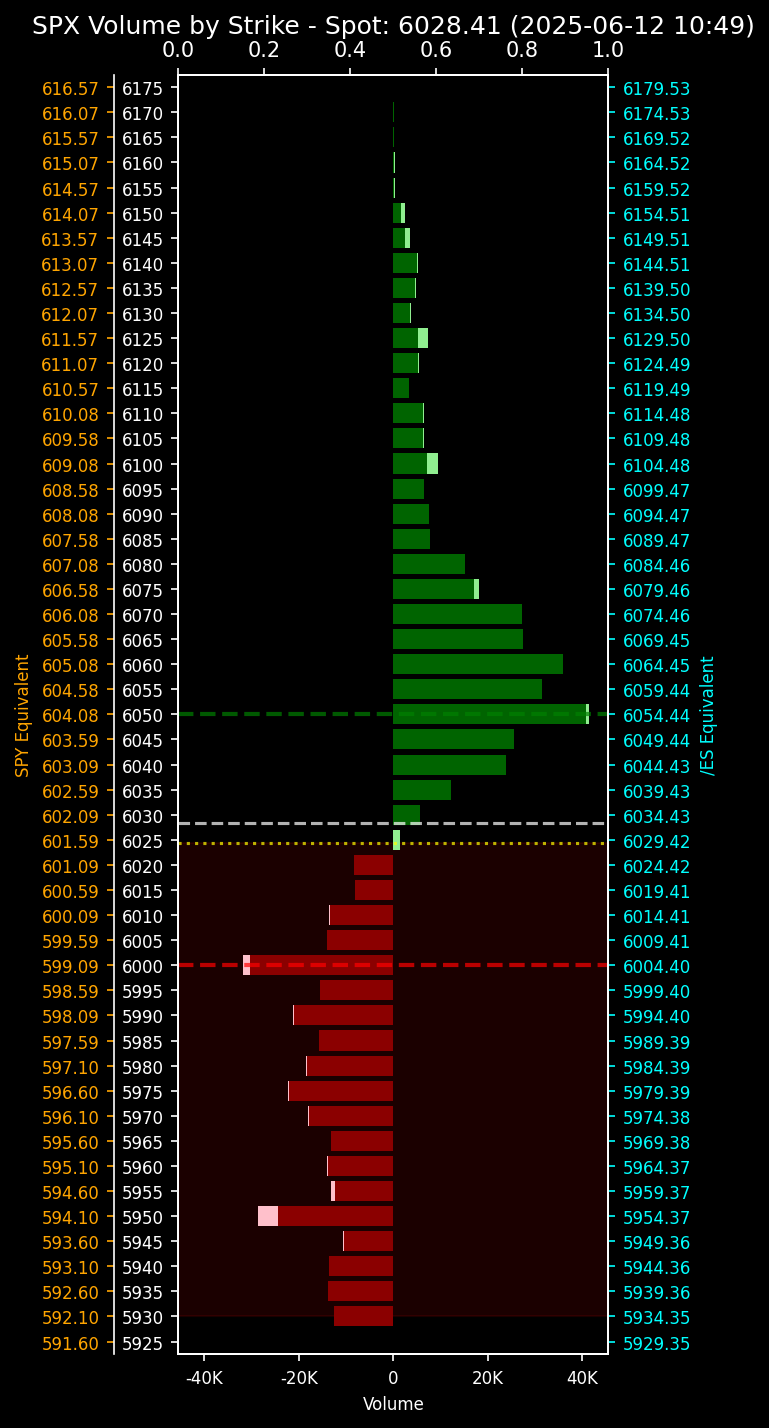 SPX Volume by Strike - Spot: 6028.41 (2025-06-12 10:49)
0.0 0.2 0.4 0.6 0.8 1.0
616.57 6175 6179.53
616.07 6170 6174.53
615.57 6165 6169.52
615.07 6160 6164.52
614.57 6155 6159.52
614.07 6150 6154.51
613.57 6145 6149.51
613.07 6140 6144.51
612.57 6135 6139.50
612.07 6130 6134.50
611.57 6125 6129.50
611.07 6120 6124.49
610.57 6115 6119.49
610.08 6110 6114.48
609.58 6105 6109.48
609.08 6100 6104.48
608.58 6095 6099.47
608.08 6090 6094.47
607.58 6085 6089.47
607.08 6080 6084.46
606.58 6075 6079.46
606.08 6070 6074.46
605.58 6065 6069.45
605.08 6060 6064.45
604.58 6055 6059.44
604.08 6050 6054.44
603.59 6045 6049.44
603.09 6040 6044.43
602.59 6035 6039.43
602.09 6030 6034.43
601.59 6025 6029.42
601.09 6020 6024.42
600.59 6015 6019.41
600.09 6010 6014.41
599.59 6005 6009.41
599.09 6000 6004.40
598.59 5995 5999.40
598.09 5990 5994.40
597.59 5985 5989.39
597.10 5980 5984.39
596.60 5975 5979.39
596.10 5970 5974.38
595.60 5965 5969.38
595.10 5960 5964.37
594.60 5955 5959.37
594.10 5950 5954.37
593.60 5945 5949.36
593.10 5940 5944.36
592.60 5935 5939.36
592.10 5930 5934.35
591.60 5925 5929.35
SPY Equivalent
/ES Equivalent
-40K -20K 0 20K 40K
Volume